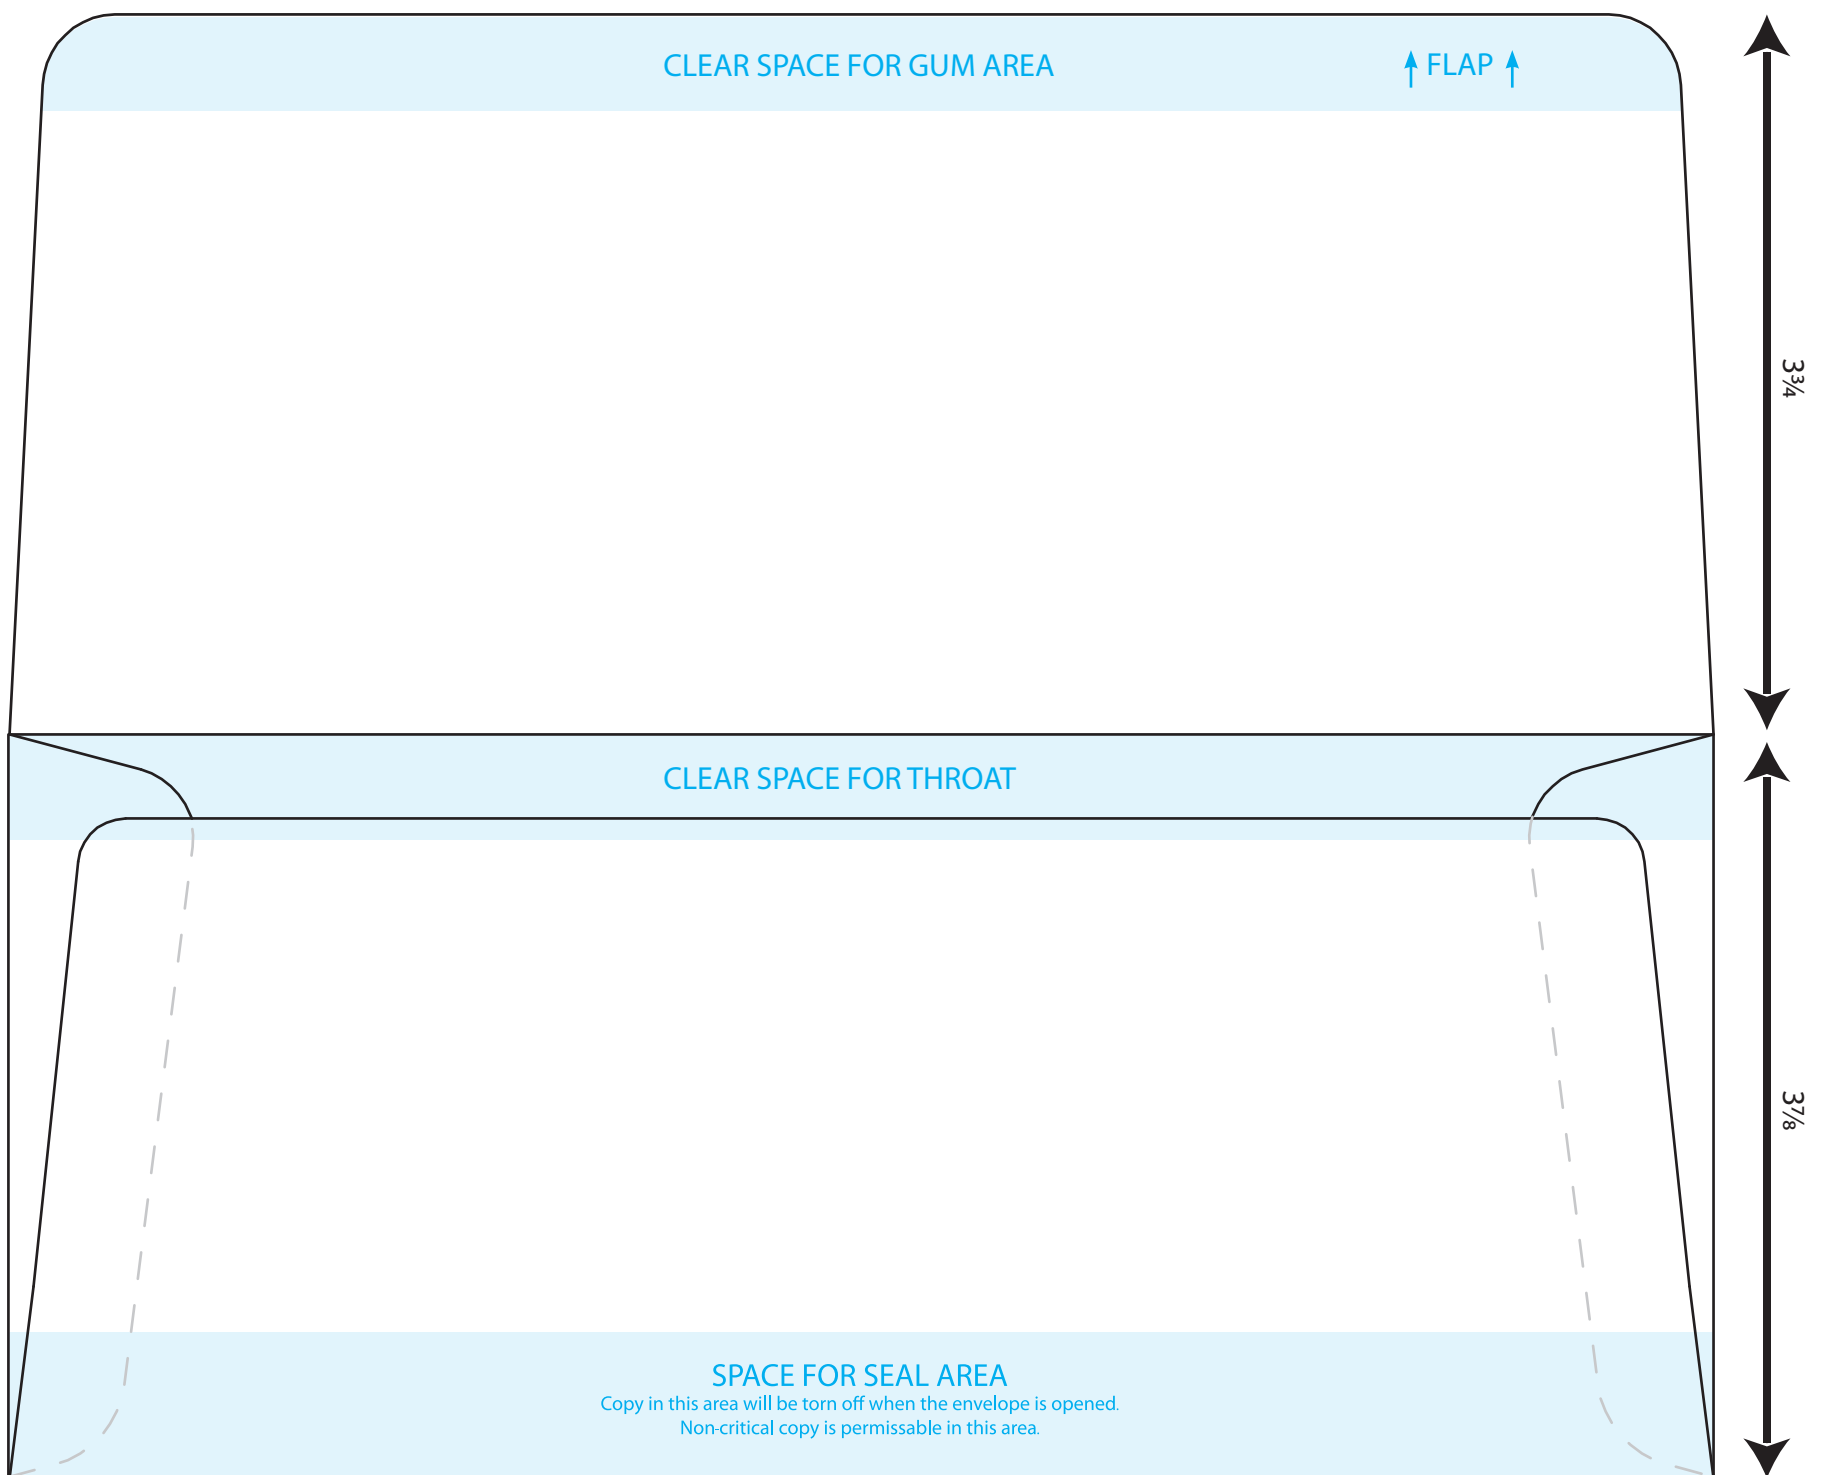 CLEAR SPACE FOR GUM AREA
FLAP
3¾
CLEAR SPACE FOR THROAT
3⅞
SPACE FOR SEAL AREA
Copy in this area will be torn off when the envelope is opened.
Non-critical copy is permissable in this area.